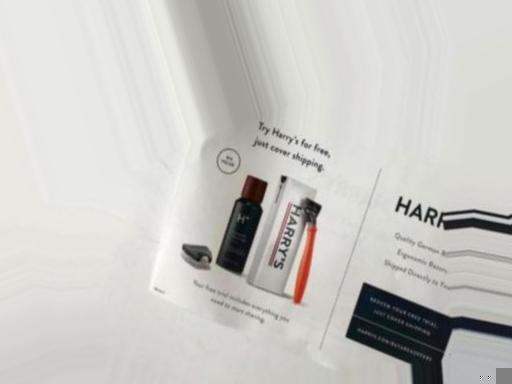 Try Harry's for free,
just cover shipping.
H'
HARRY'S
Your free trial includes everything you
need to start shaving.
HARR
Quality German
Ergonomic Razors
Shipped Directly to
REDEEM YOUR FREE TRIAL,
JUST COVER SHIPPING